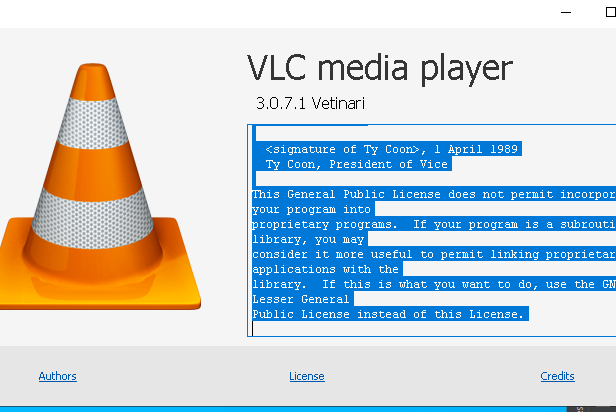 VLC media player
3.0.7.1 Vetinari
<signature of Ty Coon>, 1 April 1989
Ty Coon, President of Vice
This General Public License does not permit incorpor
your program into
proprietary programs.  If your program is a subrouti
library, you may
consider it more useful to permit linking proprietar
applications with the
library.  If this is what you want to do, use the GN
Lesser General
Public License instead of this License.
Authors
License
Credits